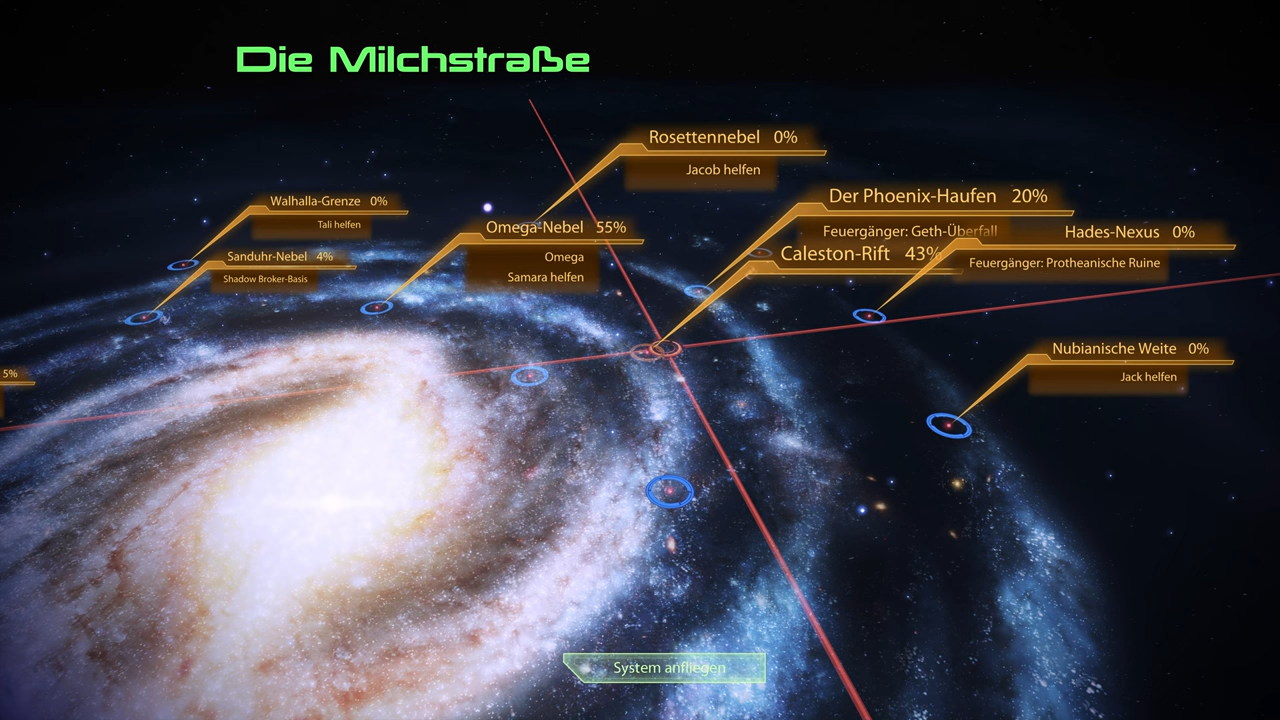 Die Milchstraße
Rosettennebel 0%
Jacob helfen
Walhalla-Grenze 0%
Tali helfen
Der Phoenix-Haufen 20%
Feuergänger: Geth-Überfall
Omega-Nebel 55%
Omega
Samara helfen
Hades-Nexus 0%
Feuergänger: Protheanische Ruine
Caleston-Rift 43%
Sanduhr-Nebel 4%
Shadow Broker-Basis
Nubianische Weite 0%
Jack helfen
5%
System anfliegen